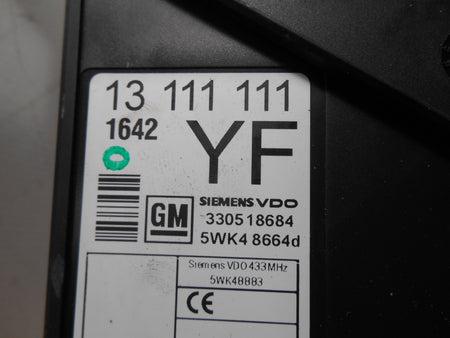 13 111 111
1642
YF
GM
SIEMENS VDO
330518684
5WK4 8664d
Siemens VDO 433MHz
5WK48883
CE